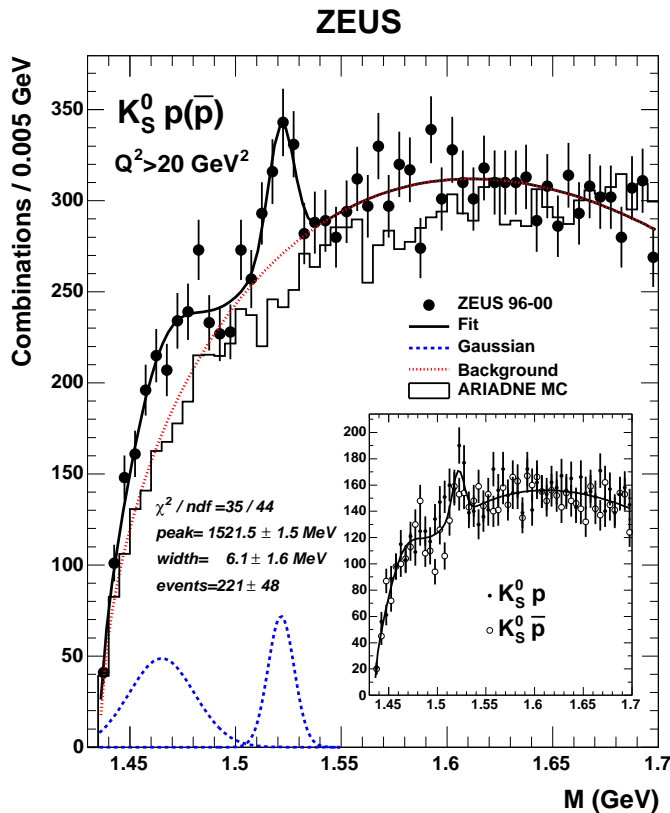 ZEUS
Combinations / 0.005 GeV
350
300
250
200
150
100
50
0
K⁰_S p(p̄)
Q²>20 GeV²
ZEUS 96-00
Fit
Gaussian
Background
ARIADNE MC
χ² / ndf =35 / 44
peak= 1521.5 ± 1.5 MeV
width= 6.1 ± 1.6 MeV
events=221 ± 48
200
180
160
140
120
100
80
60
40
20
0
K⁰_S p
K⁰_S p̄
1.45 1.5 1.55 1.6 1.65 1.7
1.45 1.5 1.55 1.6 1.65 1.7
M (GeV)